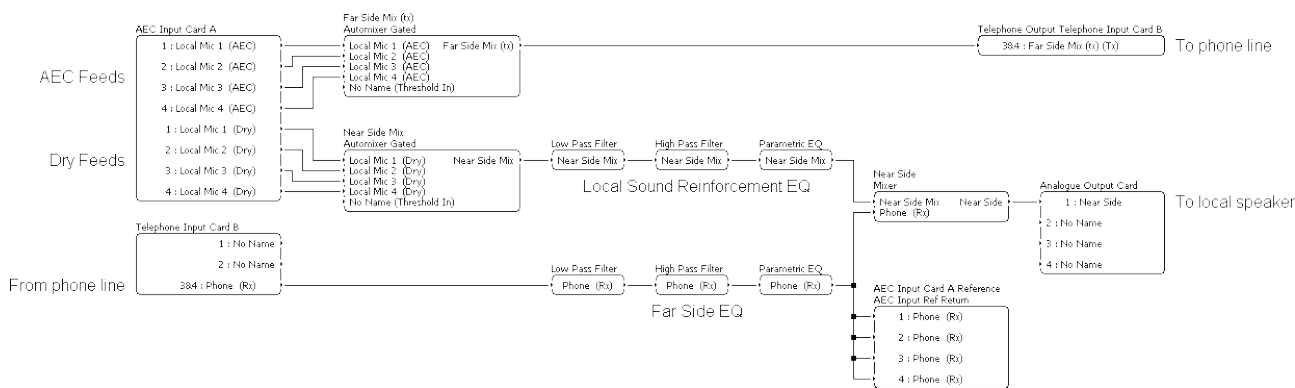 AEC Feeds
AEC Input Card A
1 : Local Mic 1 (AEC)
2 : Local Mic 2 (AEC)
3 : Local Mic 3 (AEC)
4 : Local Mic 4 (AEC)
1 : Local Mic 1 (Dry)
2 : Local Mic 2 (Dry)
3 : Local Mic 3 (Dry)
4 : Local Mic 4 (Dry)
Dry Feeds
Far Side Mix (tx)
Automixer Gated
Local Mic 1 (AEC) Far Side Mix (tx)
Local Mic 2 (AEC)
Local Mic 3 (AEC)
Local Mic 4 (AEC)
No Name (Threshold In)
Telephone Output Telephone Input Card B
3&4 : Far Side Mix (tx) (Tx)
To phone line
Near Side Mix
Automixer Gated
Local Mic 1 (Dry) Near Side Mix
Local Mic 2 (Dry)
Local Mic 3 (Dry)
Local Mic 4 (Dry)
No Name (Threshold In)
Low Pass Filter
Near Side Mix
High Pass Filter
Near Side Mix
Parametric EQ
Near Side Mix
Local Sound Reinforcement EQ
Near Side
Mixer
Near Side Mix Near Side
Phone (Rx)
Analogue Output Card
1 : Near Side
2 : No Name
3 : No Name
4 : No Name
To local speaker
Telephone Input Card B
1 : No Name
2 : No Name
3&4 : Phone (Rx)
From phone line
Low Pass Filter
Phone (Rx)
High Pass Filter
Phone (Rx)
Parametric EQ
Phone (Rx)
Far Side EQ
AEC Input Card A Reference
AEC Input Ref Return
1 : Phone (Rx)
2 : Phone (Rx)
3 : Phone (Rx)
4 : Phone (Rx)